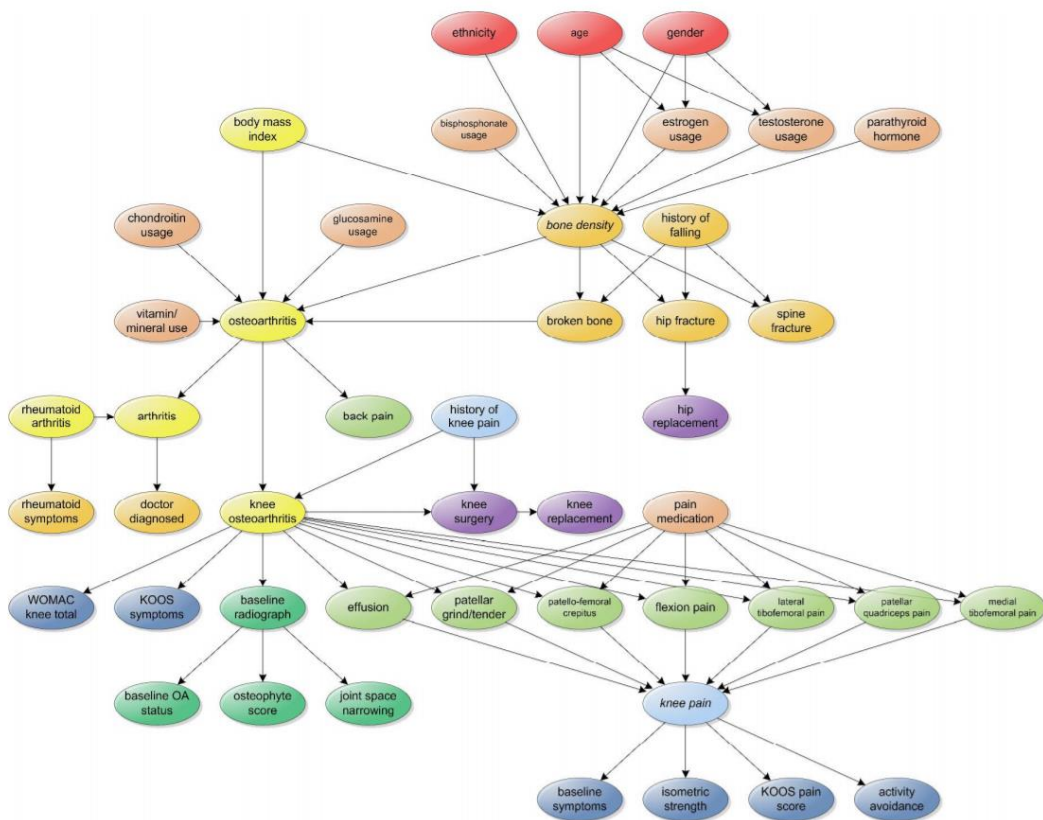 ethnicity
age
gender
body mass
index
bisphosphonate
usage
estrogen
usage
testosterone
usage
parathyroid
hormone
chondroitin
usage
glucosamine
usage
bone density
history of
falling
vitamin/
mineral use
osteoarthritis
broken bone
hip fracture
spine
fracture
rheumatoid
arthritis
arthritis
back pain
history of
knee pain
hip
replacement
rheumatoid
symptoms
doctor
diagnosed
knee
osteoarthritis
knee
surgery
knee
replacement
pain
medication
WOMAC
knee total
KOOS
symptoms
baseline
radiograph
effusion
patellar
grind/tender
patello-femoral
crepitus
flexion pain
lateral
tibofemoral pain
patellar
quadriceps pain
medial
tibofemoral pain
baseline OA
status
osteophyte
score
joint space
narrowing
knee pain
baseline
symptoms
isometric
strength
KOOS pain
score
activity
avoidance